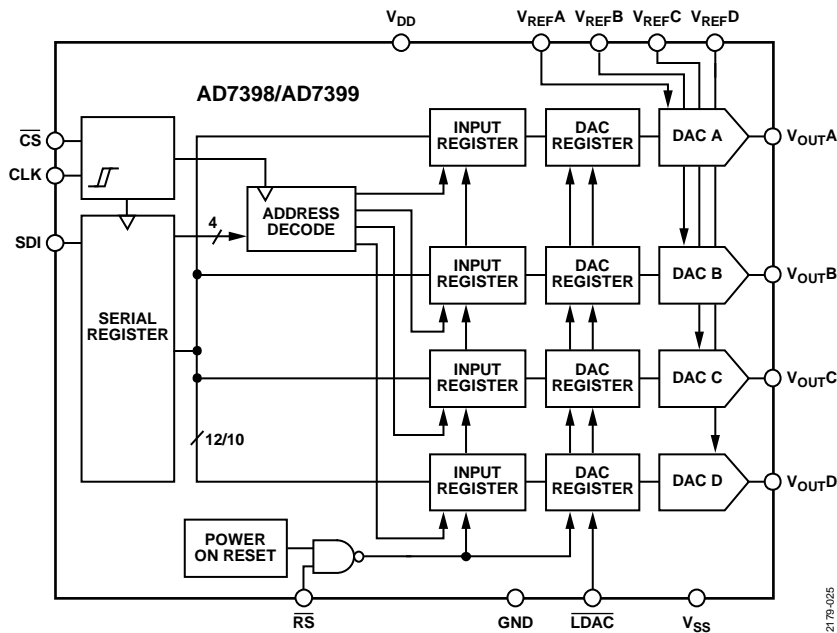 VDD
VREFA VREFB VREFC VREFD
AD7398/AD7399
CS
CLK
SDI
SERIAL
REGISTER
4
12/10
ADDRESS
DECODE
INPUT
REGISTER
DAC
REGISTER
DAC A
VOUTA
INPUT
REGISTER
DAC
REGISTER
DAC B
VOUTB
INPUT
REGISTER
DAC
REGISTER
DAC C
VOUTC
INPUT
REGISTER
DAC
REGISTER
DAC D
VOUTD
POWER
ON RESET
RS
GND
LDAC
VSS
2179-025